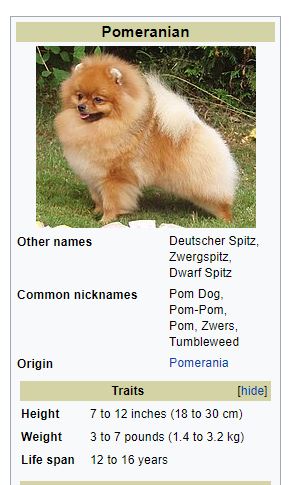 Pomeranian
Other names Deutscher Spitz,
Zwergspitz,
Dwarf Spitz
Common nicknames Pom Dog,
Pom-Pom,
Pom, Zwers,
Tumbleweed
Origin Pomerania
Traits [hide]
Height 7 to 12 inches (18 to 30 cm)
Weight 3 to 7 pounds (1.4 to 3.2 kg)
Life span 12 to 16 years